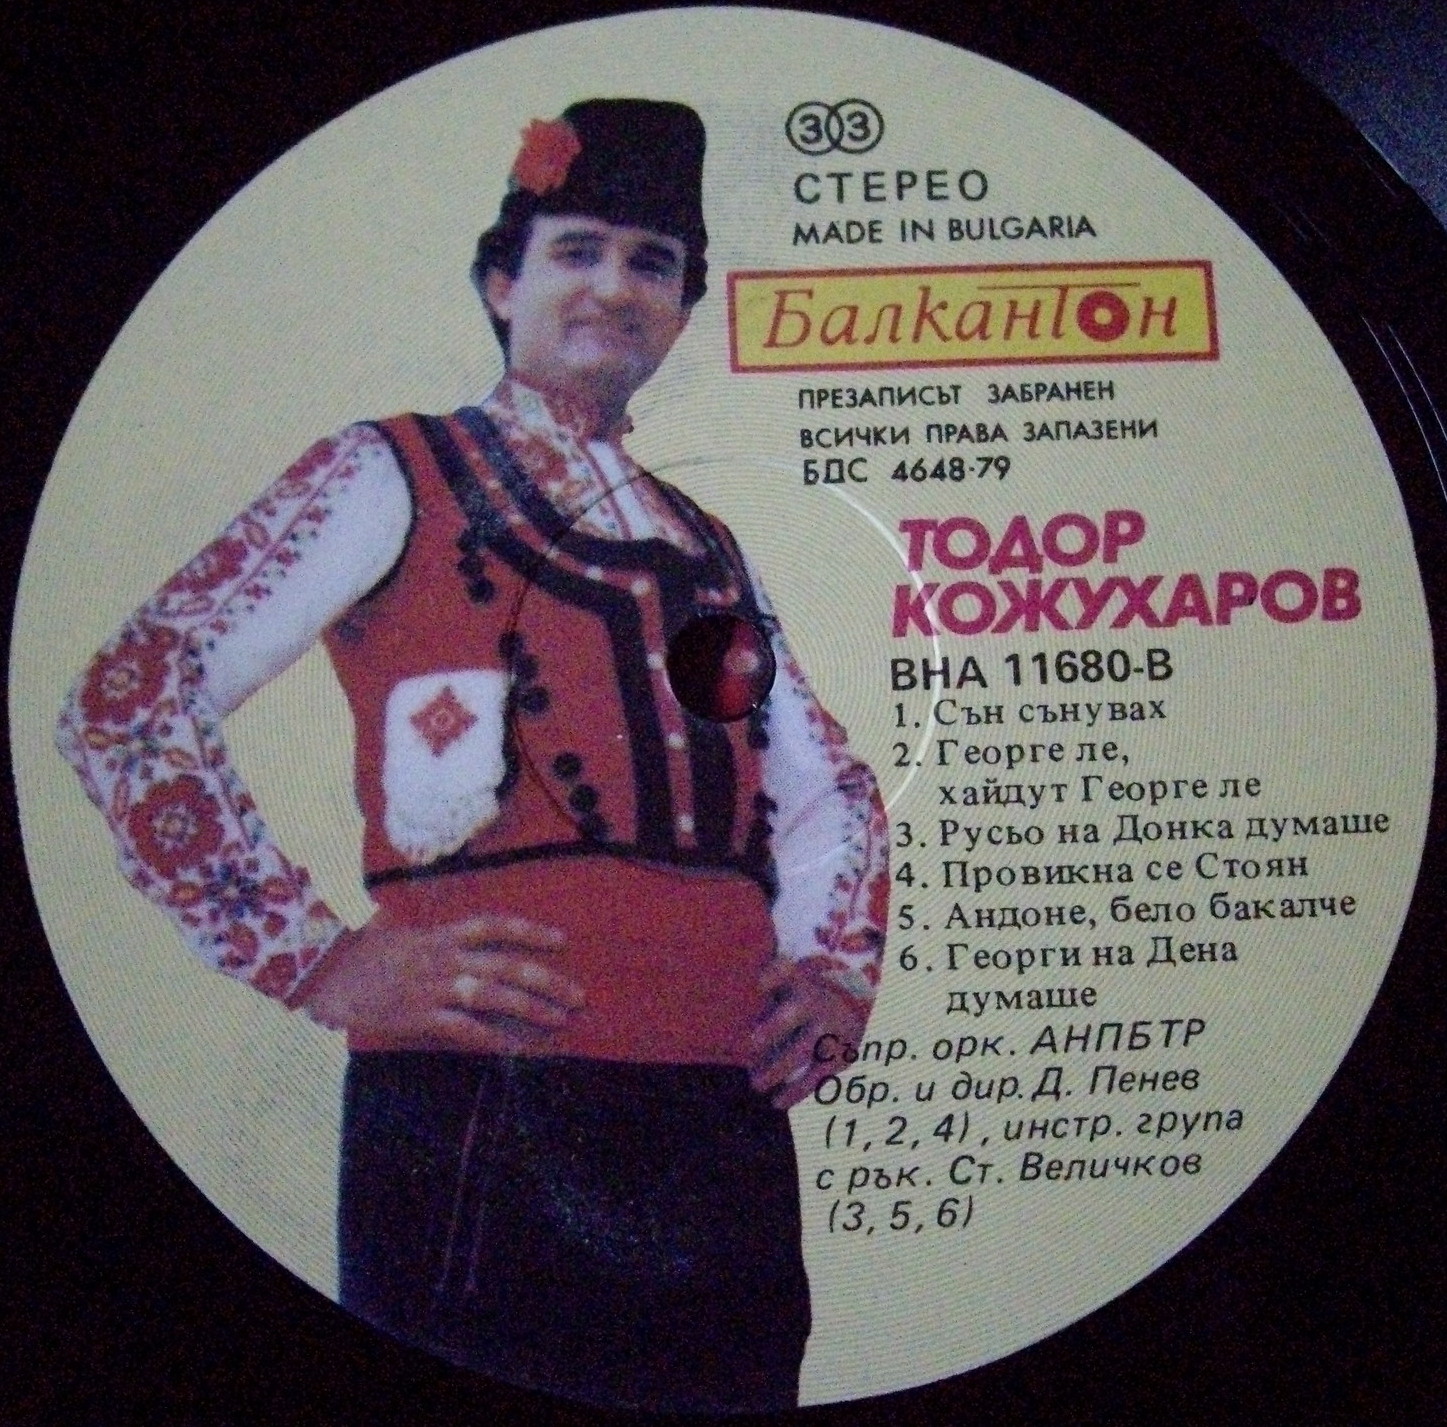 33
СТЕРЕО
MADE IN BULGARIA
Балкантон
ПРЕЗАПИСЪТ ЗАБРАНЕН
ВСИЧКИ ПРАВА ЗАПАЗЕНИ
БДС 4648-79
ТОДОР
КОЖУХАРОВ
ВНА 11680-В
1. Сън сънувах
2. Георге ле,
хайдут Георге ле
3. Русьо на Донка думаше
4. Провикна се Стоян
5. Андоне, бело бакалче
6. Георги на Дена
думаше
Съпр. орк. АНПБТР
Обр. и дир. Д. Пенев
(1, 2, 4), инстр. група
с рък. Ст. Величков
(3, 5, 6)